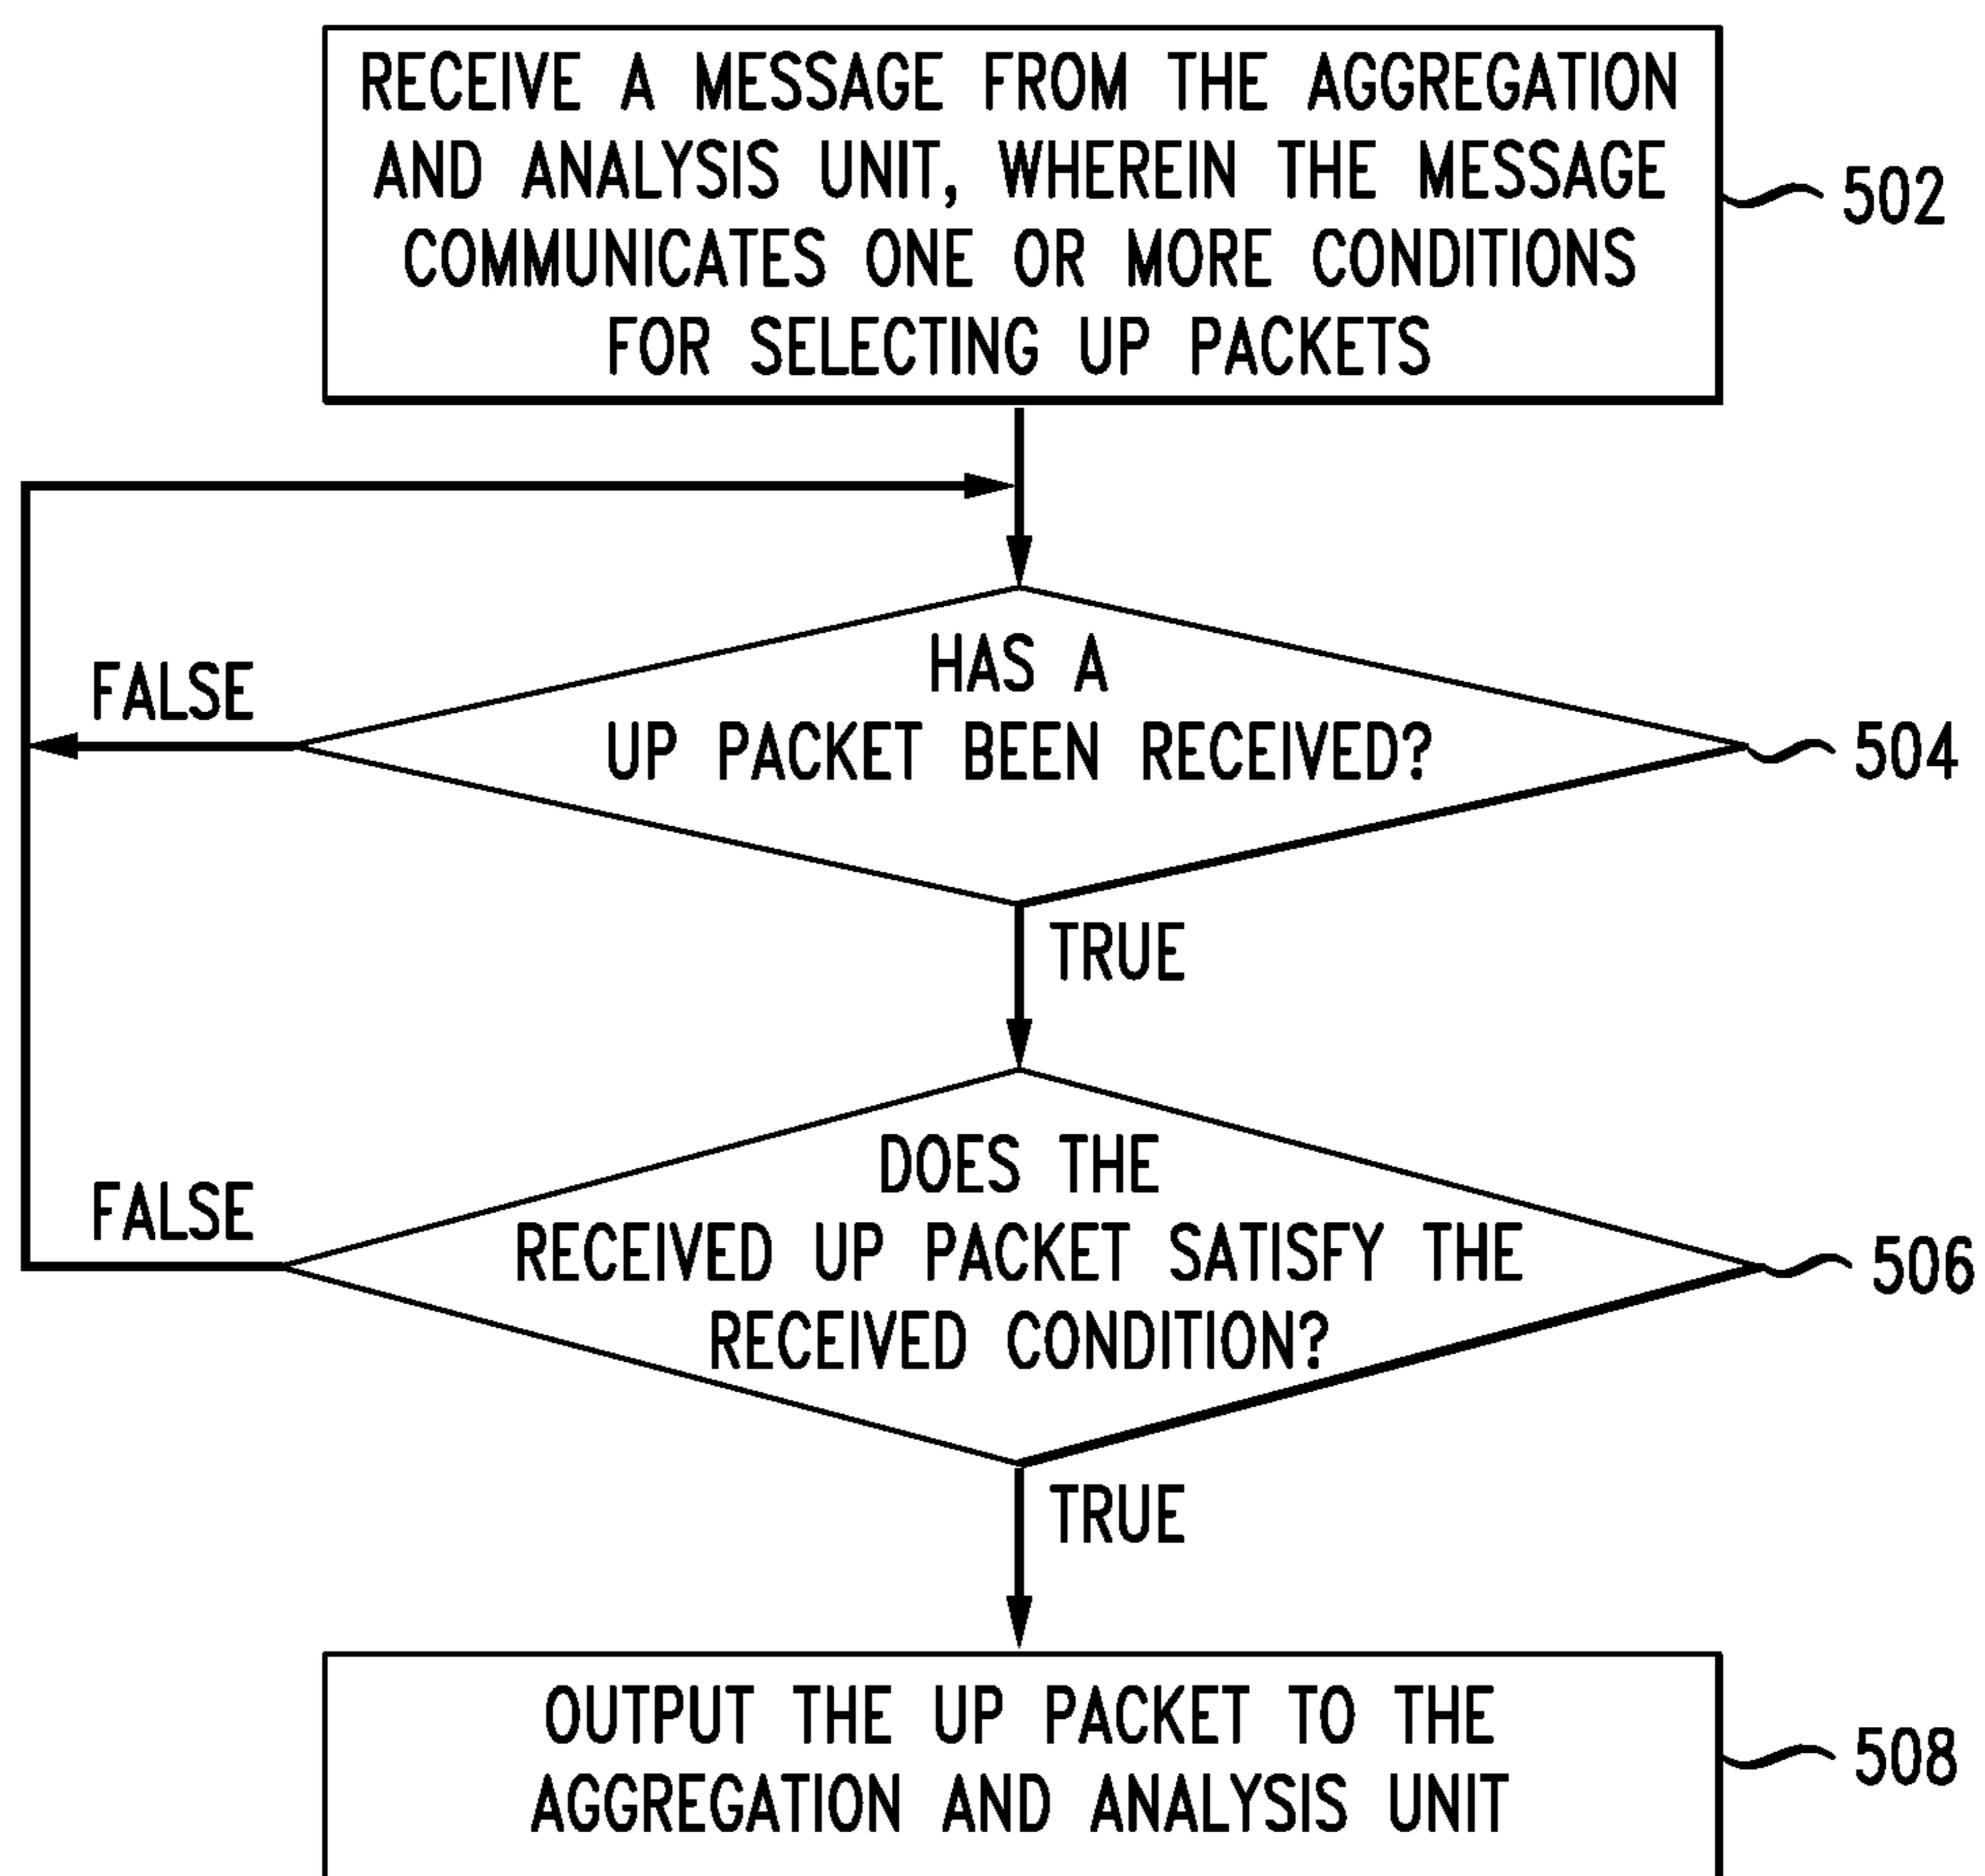 RECEIVE A MESSAGE FROM THE AGGREGATION
AND ANALYSIS UNIT, WHEREIN THE MESSAGE
COMMUNICATES ONE OR MORE CONDITIONS
FOR SELECTING UP PACKETS
502
HAS A
UP PACKET BEEN RECEIVED?
FALSE
504
TRUE
DOES THE
RECEIVED UP PACKET SATISFY THE
RECEIVED CONDITION?
FALSE
506
TRUE
OUTPUT THE UP PACKET TO THE
AGGREGATION AND ANALYSIS UNIT
508